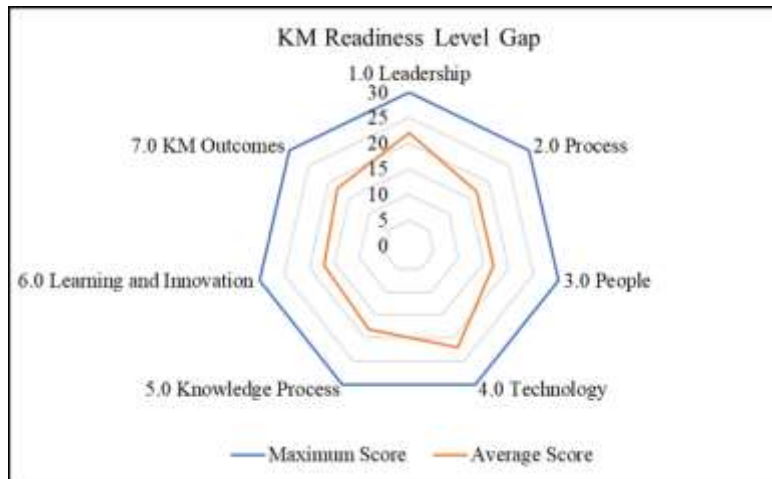 KM Readiness Level Gap
1.0 Leadership
30
25
20
15
10
5
0
2.0 Process
3.0 People
4.0 Technology
5.0 Knowledge Process
6.0 Learning and Innovation
7.0 KM Outcomes
Maximum Score
Average Score